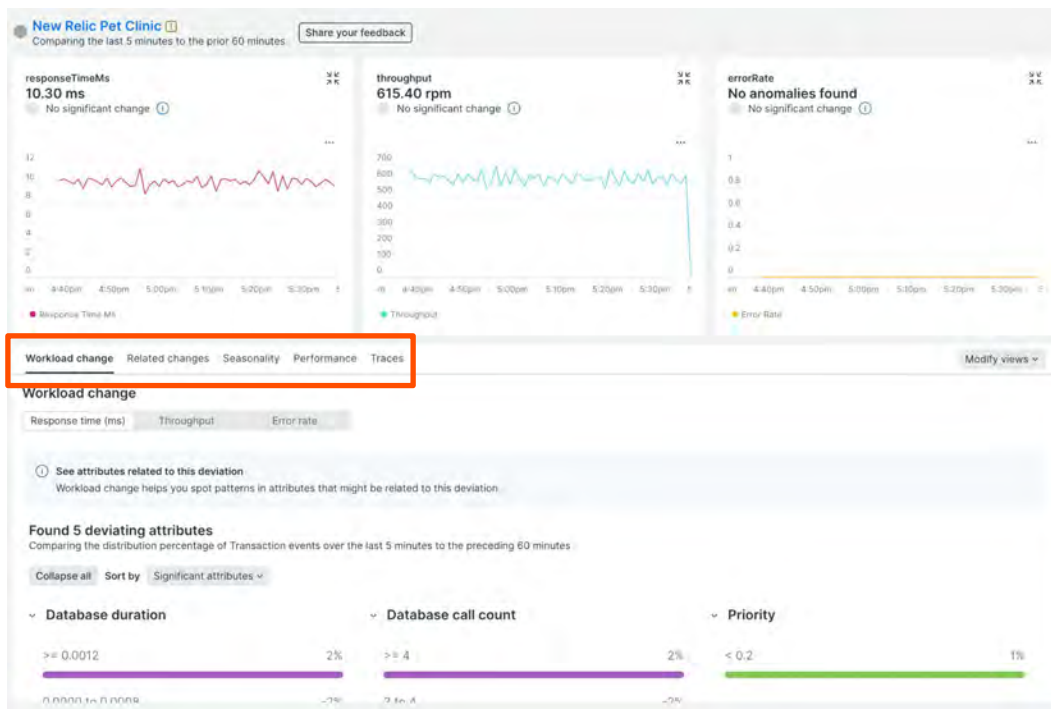 New Relic Pet Clinic
Comparing the last 5 minutes to the prior 60 minutes
Share your feedback
responseTimeMs
10.30 ms
No significant change
12
10
8
6
4
2
0
4:40pm 4:50pm 5:00pm 5:10pm 5:20pm 5:30pm
Response Time MS
throughput
615.40 rpm
No significant change
700
600
500
400
300
200
100
0
4:40pm 4:50pm 5:00pm 5:10pm 5:20pm 5:30pm
Throughput
errorRate
No anomalies found
No significant change
1
0.8
0.6
0.4
0.2
0
4:40pm 4:50pm 5:00pm 5:10pm 5:20pm 5:30pm
Error Rate
Workload change Related changes Seasonality Performance Traces
Modify views
Workload change
Response time (ms) Throughput Error rate
See attributes related to this deviation
Workload change helps you spot patterns in attributes that might be related to this deviation
Found 5 deviating attributes
Comparing the distribution percentage of Transaction events over the last 5 minutes to the preceding 60 minutes
Collapse all Sort by Significant attributes
Database duration
>= 0.0012 2%
Database call count
>= 4 2%
Priority
< 0.2 1%